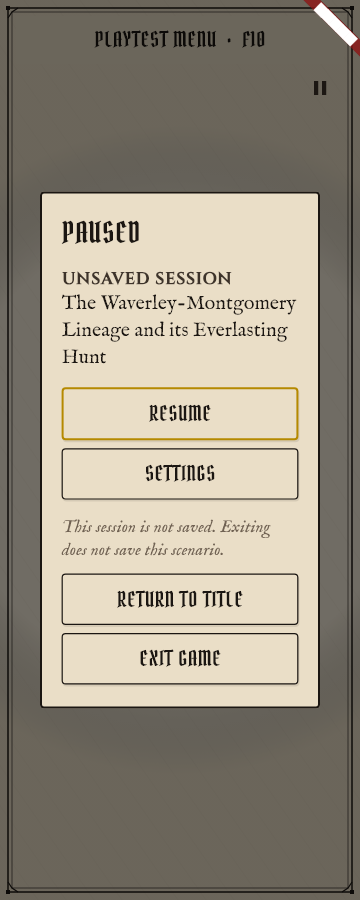 PLAYTEST MENU · F10
PAUSED
UNSAVED SESSION
The Waverley-Montgomery
Lineage and its Everlasting
Hunt
RESUME
SETTINGS
This session is not saved. Exiting
does not save this scenario.
RETURN TO TITLE
EXIT GAME